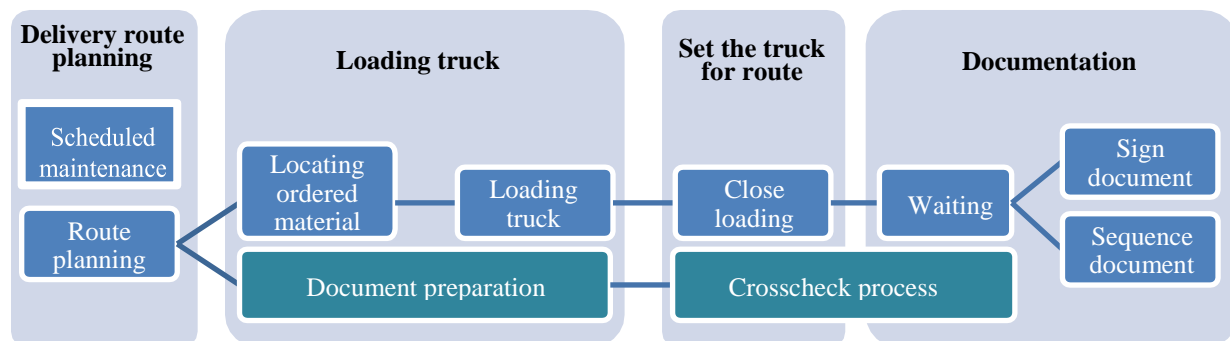 Delivery route
planning
Loading truck
Set the truck
for route
Documentation
Scheduled
maintenance
Route
planning
Locating
ordered
material
Loading
truck
Document preparation
Close
loading
Crosscheck process
Waiting
Sign
document
Sequence
document